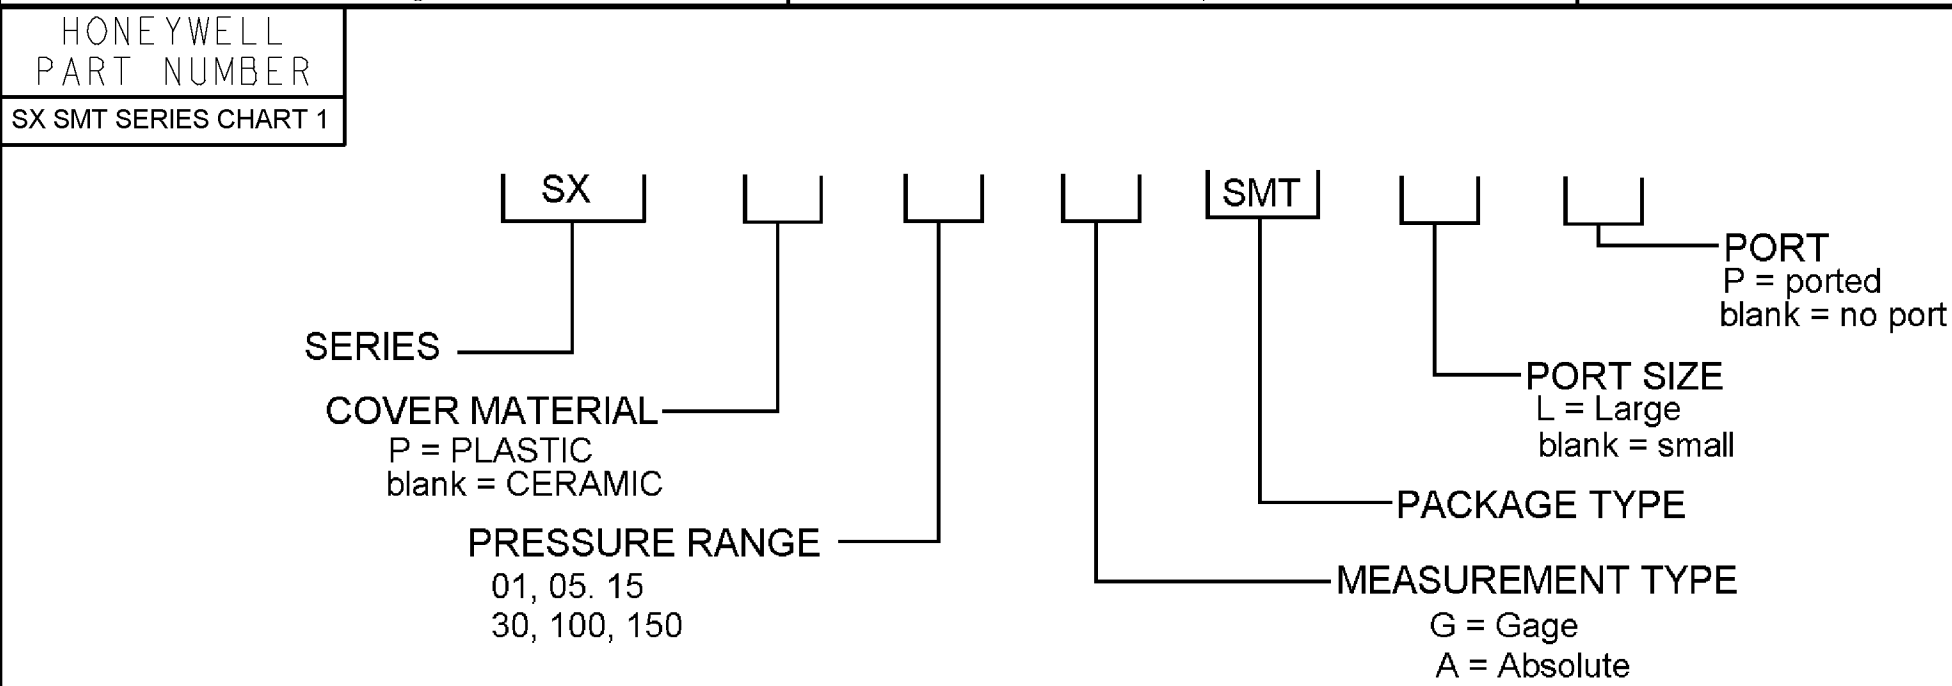 HONEYWELL
PART NUMBER
SX SMT SERIES CHART 1
SX
SMT
PORT
P = ported
blank = no port
SERIES
PORT SIZE
L = Large
blank = small
COVER MATERIAL
P = PLASTIC
blank = CERAMIC
PACKAGE TYPE
PRESSURE RANGE
01, 05. 15
30, 100, 150
MEASUREMENT TYPE
G = Gage
A = Absolute